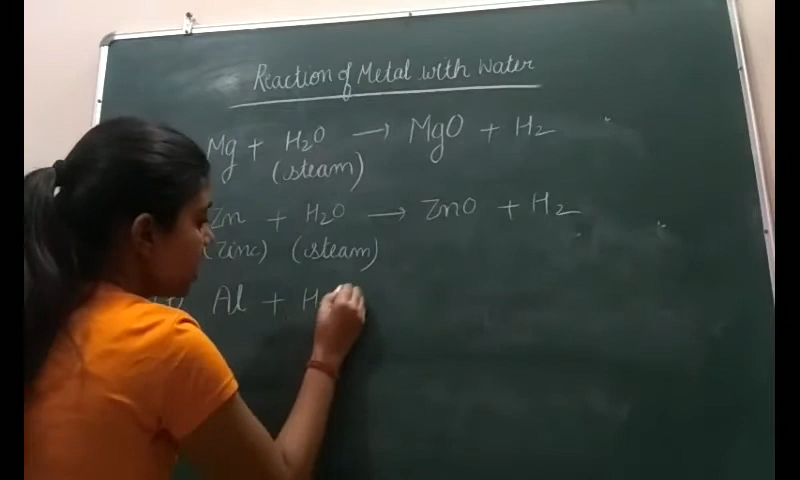 Reaction of Metal with Water
Mg + H₂O → MgO + H₂
(steam)
Zn + H₂O → ZnO + H₂
(Zinc) (steam)
Al + H